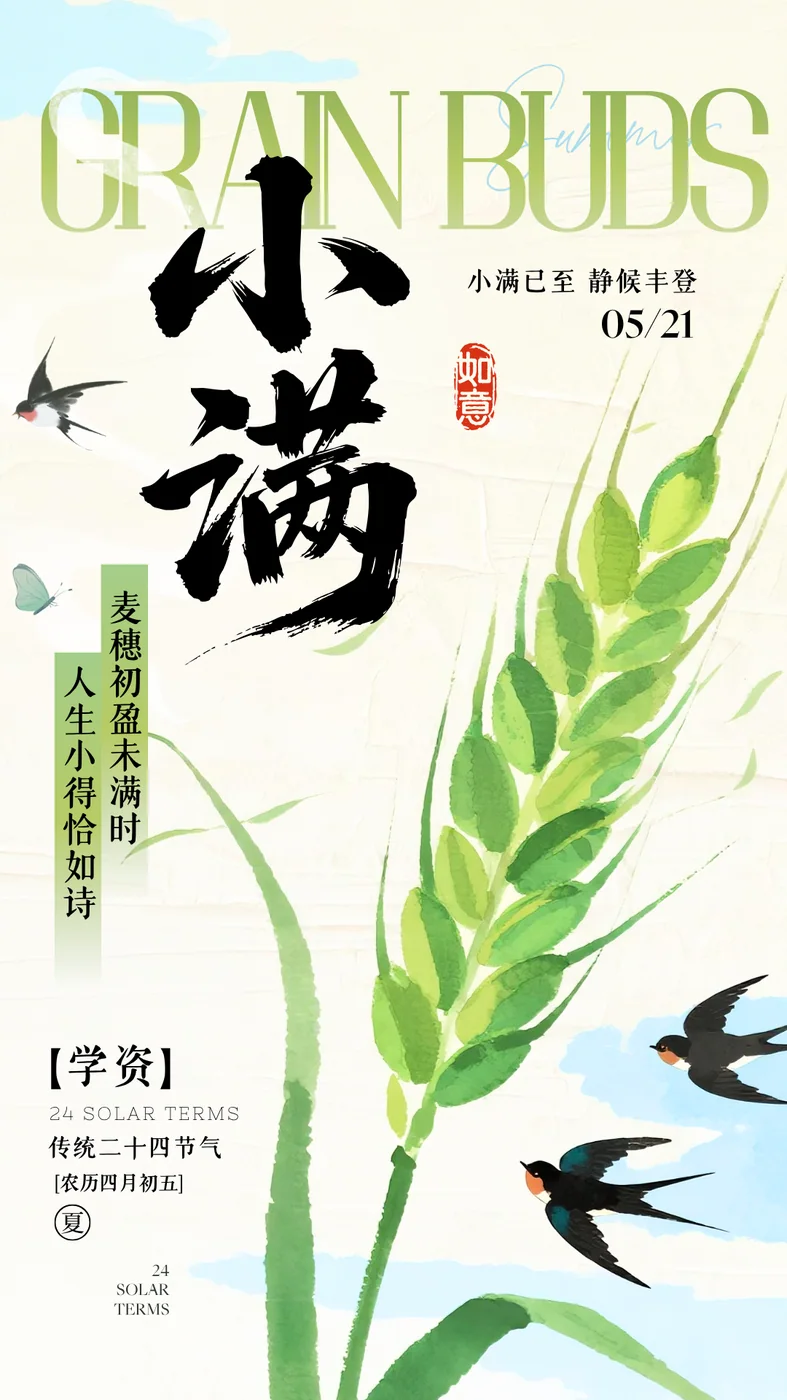 GRAIN BUDS
Summer
小满
小满已至 静候丰登
05/21
如意
麦穗初盈未满时
人生小得恰如诗
【学资】
24 SOLAR TERMS
传统二十四节气
[农历四月初五]
夏
24
SOLAR
TERMS